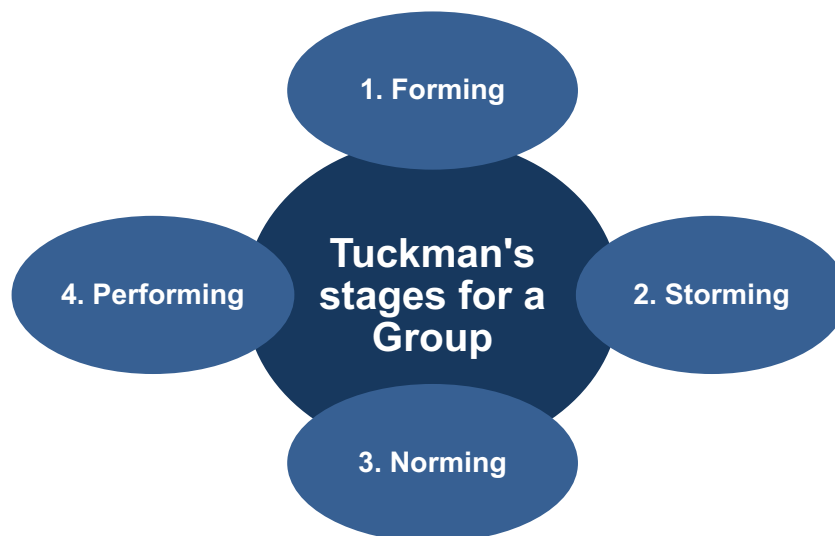 1. Forming
Tuckman's
stages for a
Group
4. Performing
2. Storming
3. Norming